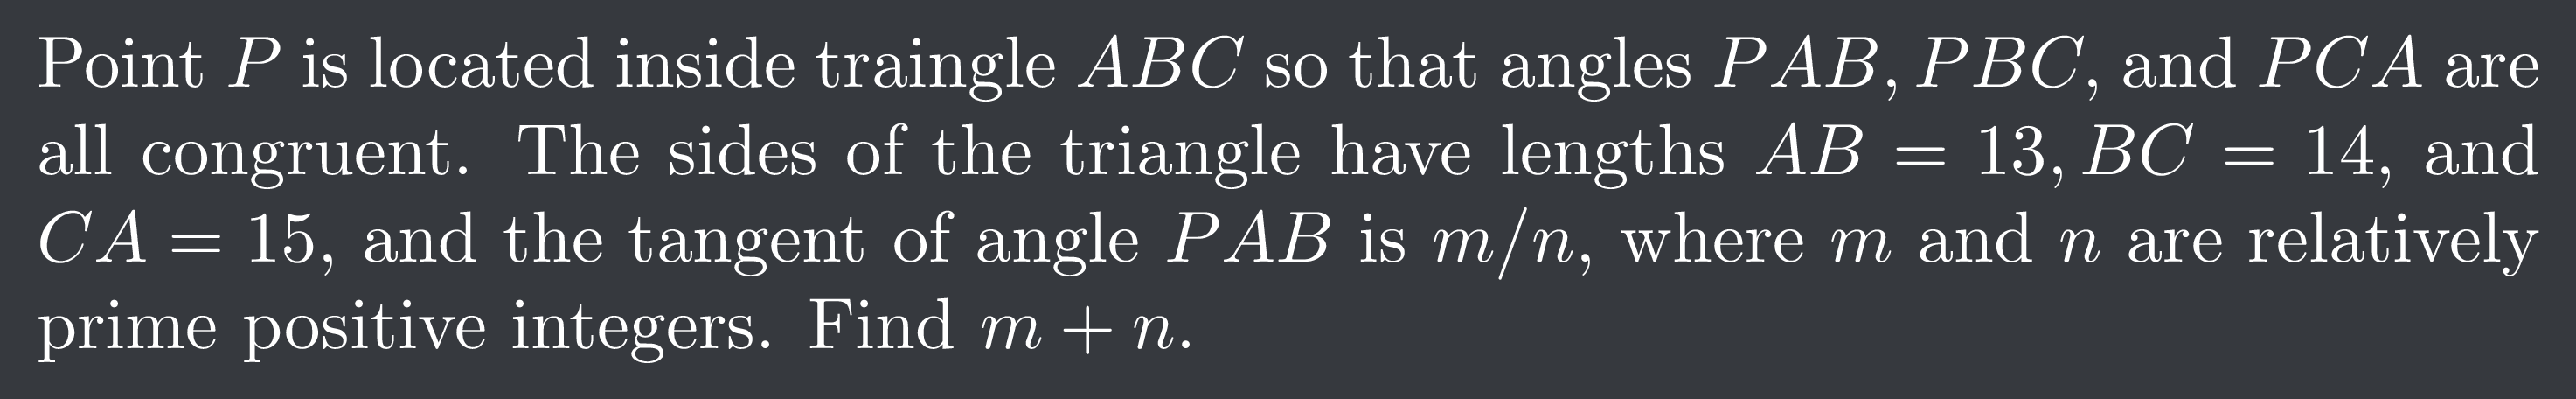 Point P is located inside traingle ABC so that angles PAB, PBC, and PCA are
all congruent. The sides of the triangle have lengths AB = 13, BC = 14, and
CA = 15, and the tangent of angle PAB is m/n, where m and n are relatively
prime positive integers. Find m + n.